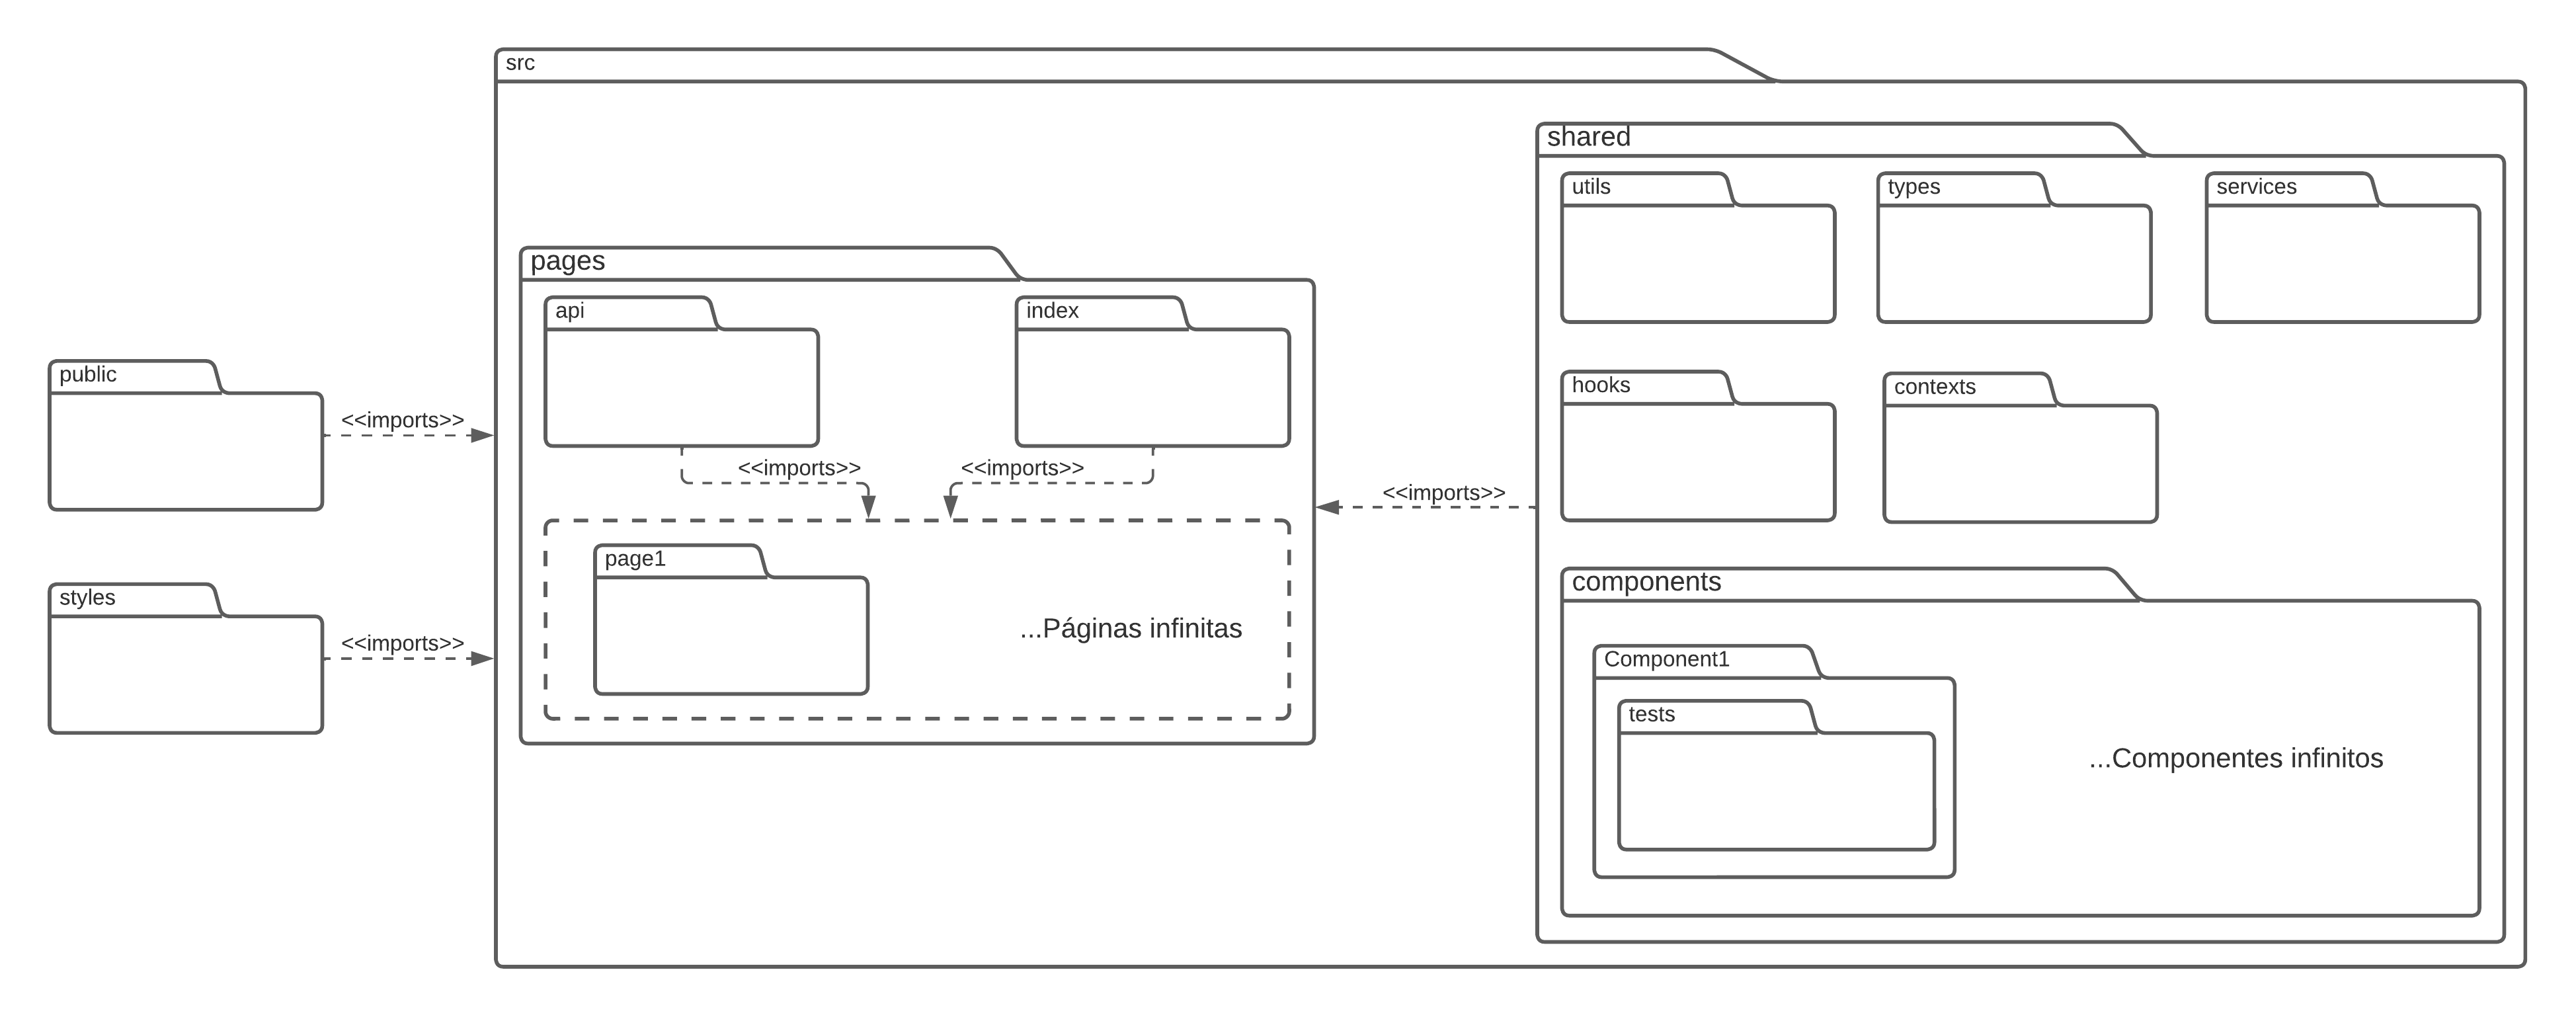 src
shared
utils
types
services
pages
api
index
public
hooks
contexts
<<imports>>
<<imports>>
<<imports>>
<<imports>>
page1
components
styles
...Páginas infinitas
<<imports>>
Component1
tests
...Componentes infinitos